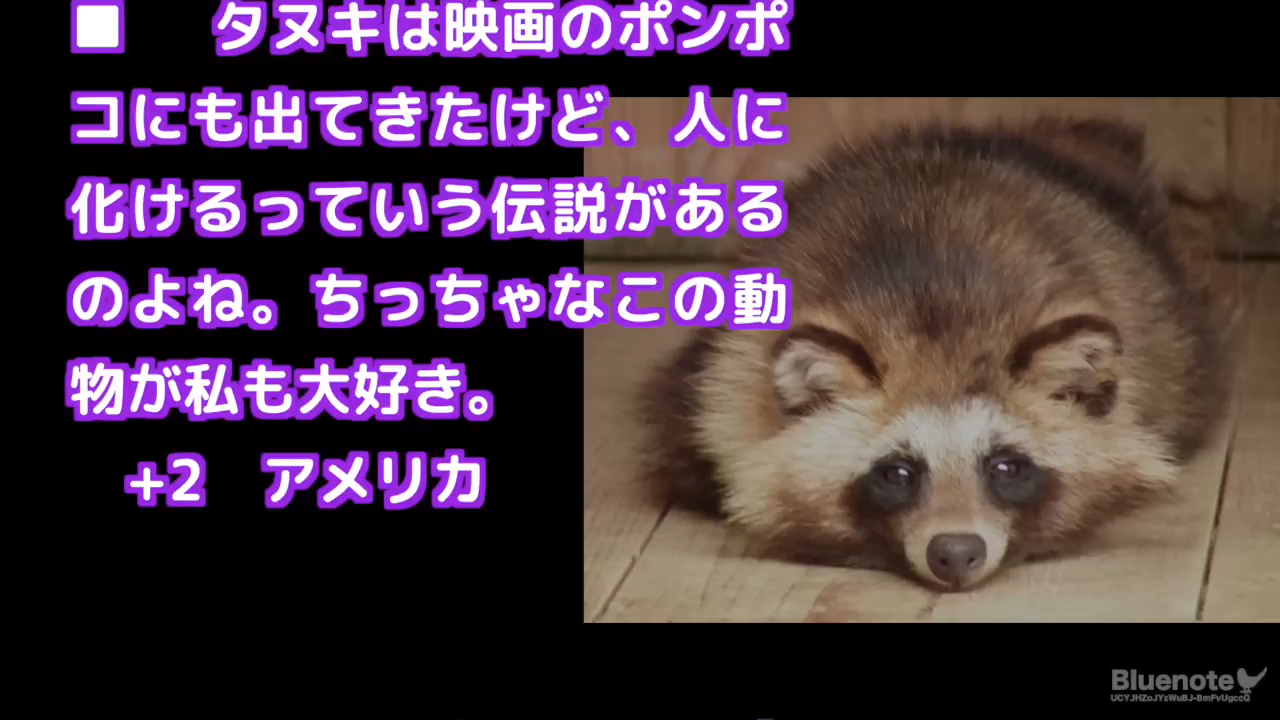 ■　タヌキは映画のポンポ
コにも出てきたけど、人に
化けるっていう伝説がある
のよね。ちっちゃなこの動
物が私も大好き。
+2　アメリカ
Bluenote
UCYJHZoJYzWuBJ-BmFvUgccQ